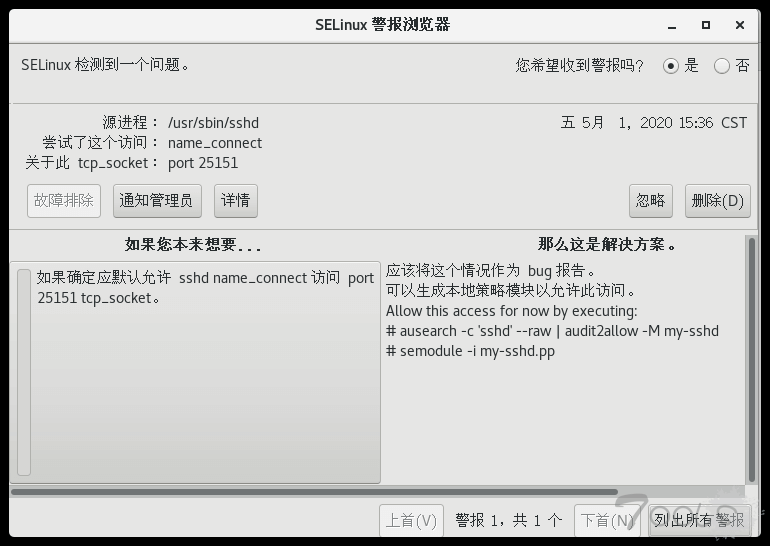 SELinux 警报浏览器
SELinux 检测到一个问题。
您希望收到警报吗？ 是 否
源进程： /usr/sbin/sshd
五 5月 1, 2020 15:36 CST
尝试了这个访问： name_connect
关于此 tcp_socket： port 25151
故障排除 通知管理员 详情 忽略 删除(D)
如果您本来想要... 那么这是解决方案。
如果确定应默认允许 sshd name_connect 访问 port
25151 tcp_socket。
应该将这个情况作为 bug 报告。
可以生成本地策略模块以允许此访问。
Allow this access for now by executing:
# ausearch -c 'sshd' --raw | audit2allow -M my-sshd
# semodule -i my-sshd.pp
上首(V) 警报 1，共 1 个 下首(N) 列出所有警报